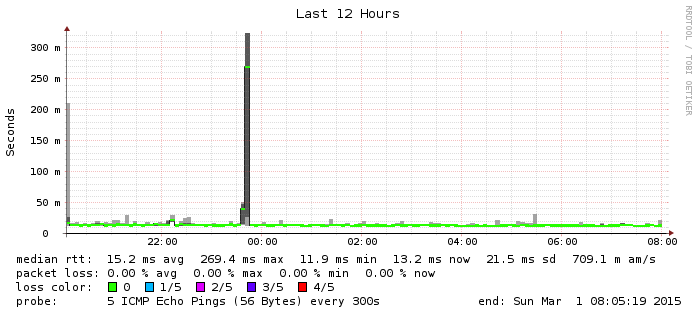 Last 12 Hours
RRDTOOL / TOBI OETIKER
Seconds
300 m
250 m
200 m
150 m
100 m
50 m
0
22:00 00:00 02:00 04:00 06:00 08:00
median rtt: 15.2 ms avg 269.4 ms max 11.9 ms min 13.2 ms now 21.5 ms sd 709.1 m am/s
packet loss: 0.00 % avg 0.00 % max 0.00 % min 0.00 % now
loss color: 0 1/5 2/5 3/5 4/5
probe: 5 ICMP Echo Pings (56 Bytes) every 300s end: Sun Mar 1 08:05:19 2015